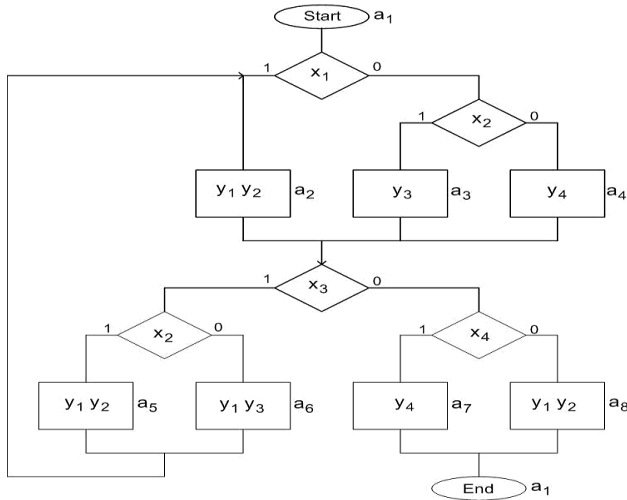 Start a1
1 x1 0
1 x2 0
y1 y2 a2 y3 a3 y4 a4
1 x3 0
1 x2 0 1 x4 0
y1 y2 a5 y1 y3 a6 y4 a7 y1 y2 a8
End a1